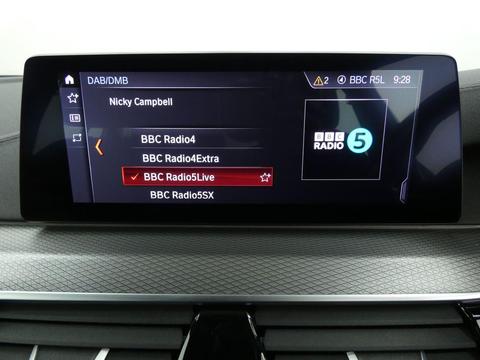 DAB/DMB
2 4 BBC R5L 9:28
Nicky Campbell
BBC Radio4
BBC Radio4Extra
BBC Radio5Live
BBC Radio5SX
BBC
RADIO 5